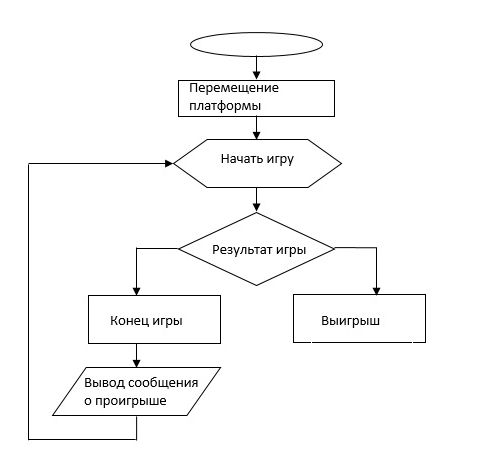 Перемещение
платформы
Начать игру
Результат игры
Конец игры
Выигрыш
Вывод сообщения
о проигрыше